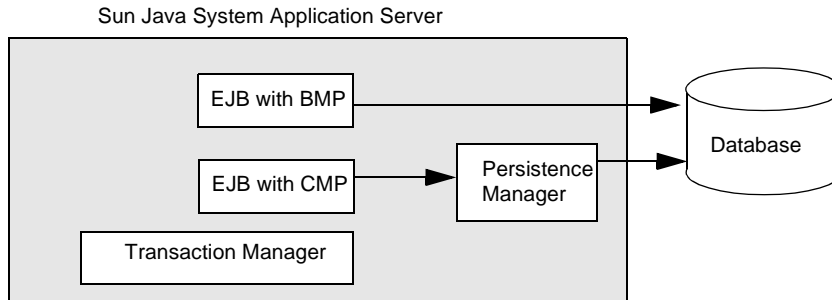 Sun Java System Application Server
EJB with BMP
Database
EJB with CMP
Persistence
Manager
Transaction Manager